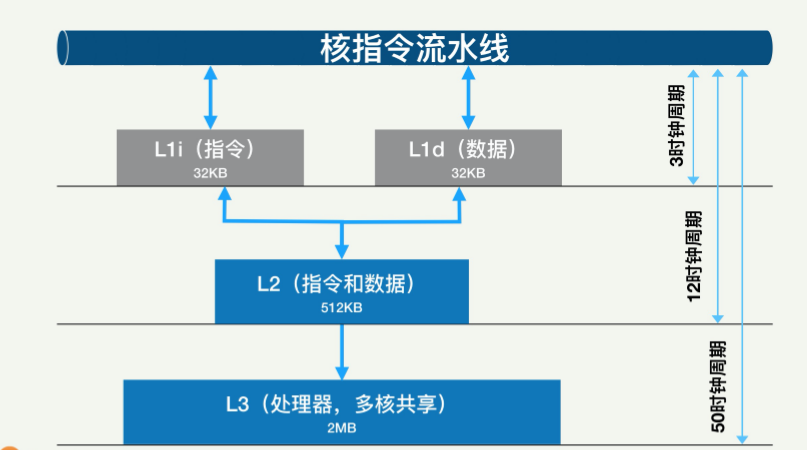 核指令流水线
L1i（指令）
32KB
L1d（数据）
32KB
3时钟周期
L2（指令和数据）
512KB
12时钟周期
L3（处理器，多核共享）
2MB
50时钟周期